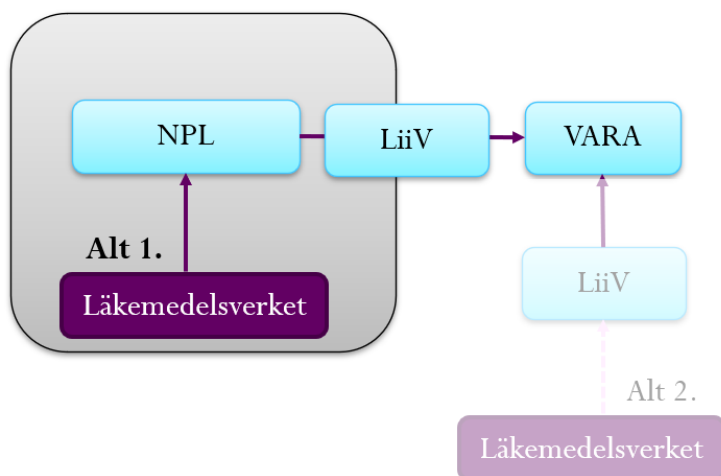 NPL
LiiV
VARA
Alt 1.
Läkemedelsverket
LiiV
Alt 2.
Läkemedelsverket